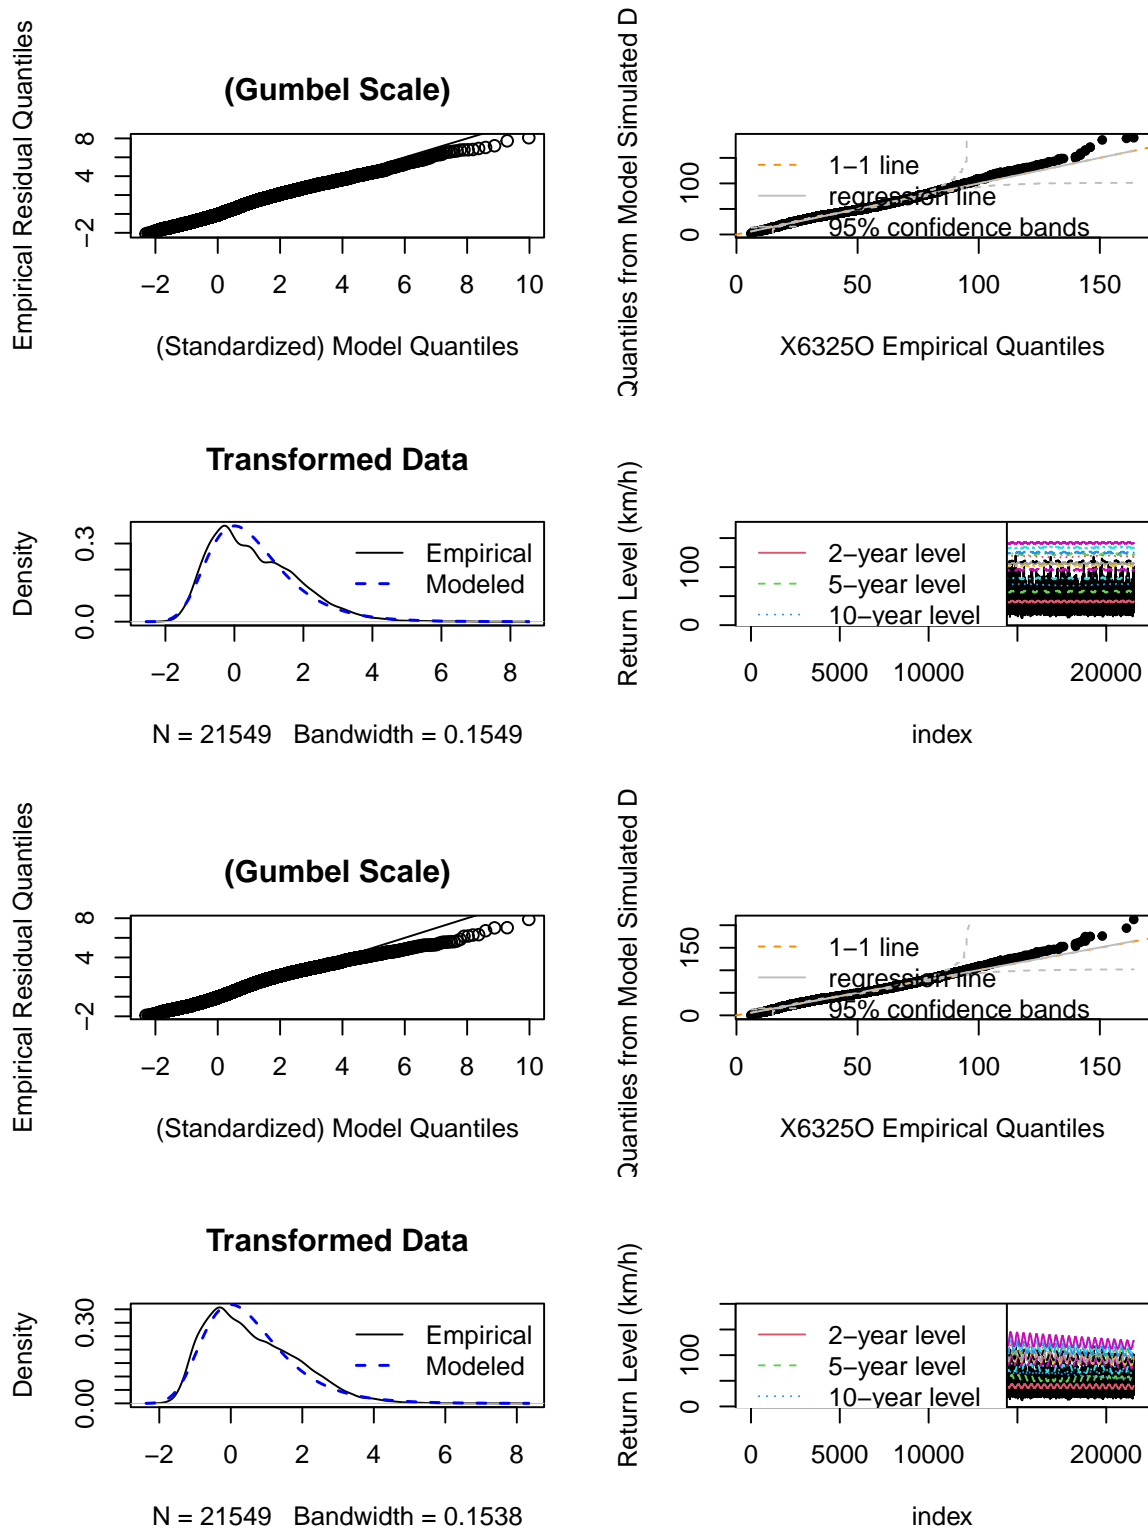 (Gumbel Scale)
Empirical Residual Quantiles
8
4
−2
−2 0 2 4 6 8 10
(Standardized) Model Quantiles
Quantiles from Model Simulated D
100
0
1−1 line
regression line
95% confidence bands
0 50 100 150
X6325O Empirical Quantiles
Transformed Data
Density
0.3
0.0
Empirical
Modeled
−2 0 2 4 6 8
N = 21549 Bandwidth = 0.1549
Return Level (km/h)
100
0
2−year level
5−year level
10−year level
0 5000 10000 20000
index
(Gumbel Scale)
Empirical Residual Quantiles
8
4
−2
−2 0 2 4 6 8 10
(Standardized) Model Quantiles
Quantiles from Model Simulated D
150
0
1−1 line
regression line
95% confidence bands
0 50 100 150
X6325O Empirical Quantiles
Transformed Data
Density
0.30
0.00
Empirical
Modeled
−2 0 2 4 6 8
N = 21549 Bandwidth = 0.1538
Return Level (km/h)
100
0
2−year level
5−year level
10−year level
0 5000 10000 20000
index